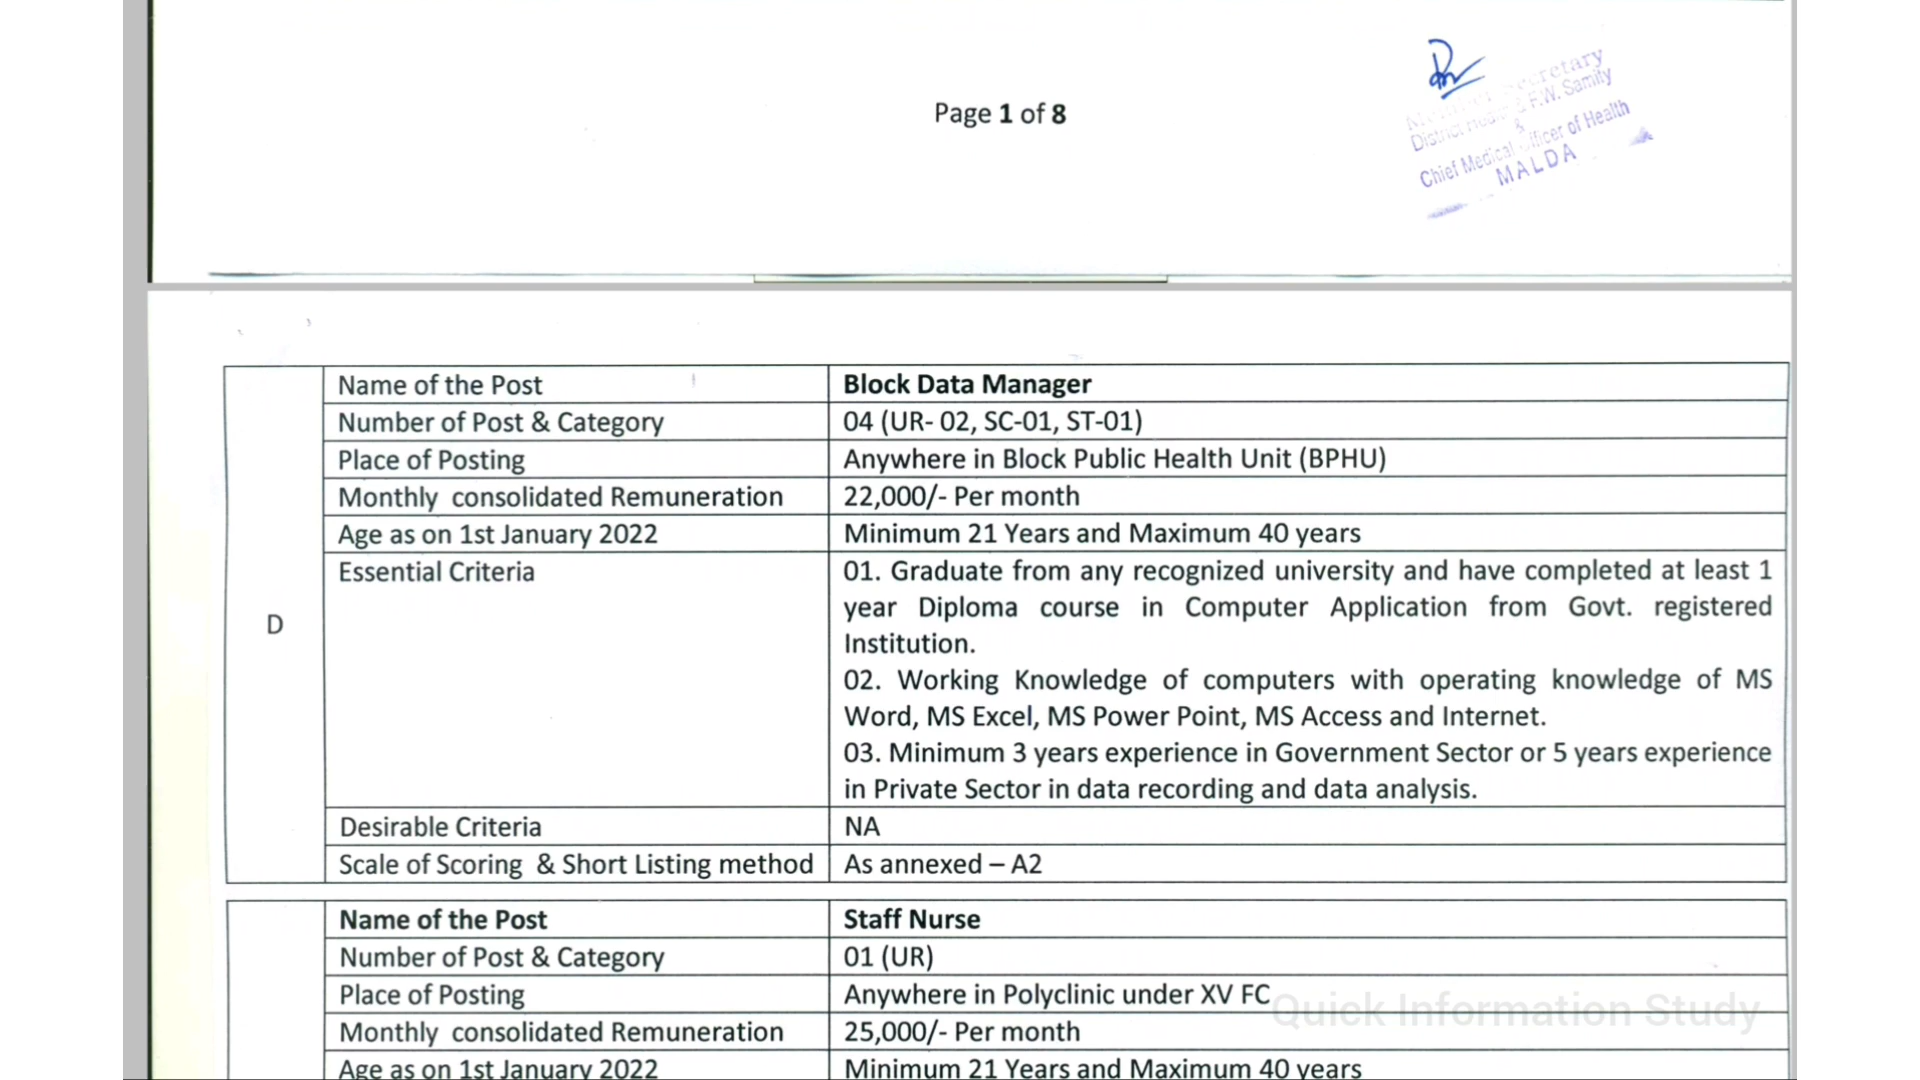 Page 1 of 8
Secretary
District Health & F.W. Samity
&
Chief Medical Officer of Health
MALDA
D
Name of the Post Block Data Manager
Number of Post & Category 04 (UR- 02, SC-01, ST-01)
Place of Posting Anywhere in Block Public Health Unit (BPHU)
Monthly consolidated Remuneration 22,000/- Per month
Age as on 1st January 2022 Minimum 21 Years and Maximum 40 years
Essential Criteria 01. Graduate from any recognized university and have completed at least 1
year Diploma course in Computer Application from Govt. registered
Institution.
02. Working Knowledge of computers with operating knowledge of MS
Word, MS Excel, MS Power Point, MS Access and Internet.
03. Minimum 3 years experience in Government Sector or 5 years experience
in Private Sector in data recording and data analysis.
Desirable Criteria NA
Scale of Scoring & Short Listing method As annexed – A2
Name of the Post Staff Nurse
Number of Post & Category 01 (UR)
Place of Posting Anywhere in Polyclinic under XV FC
Quick Information Study
Monthly consolidated Remuneration 25,000/- Per month
Age as on 1st January 2022 Minimum 21 Years and Maximum 40 years